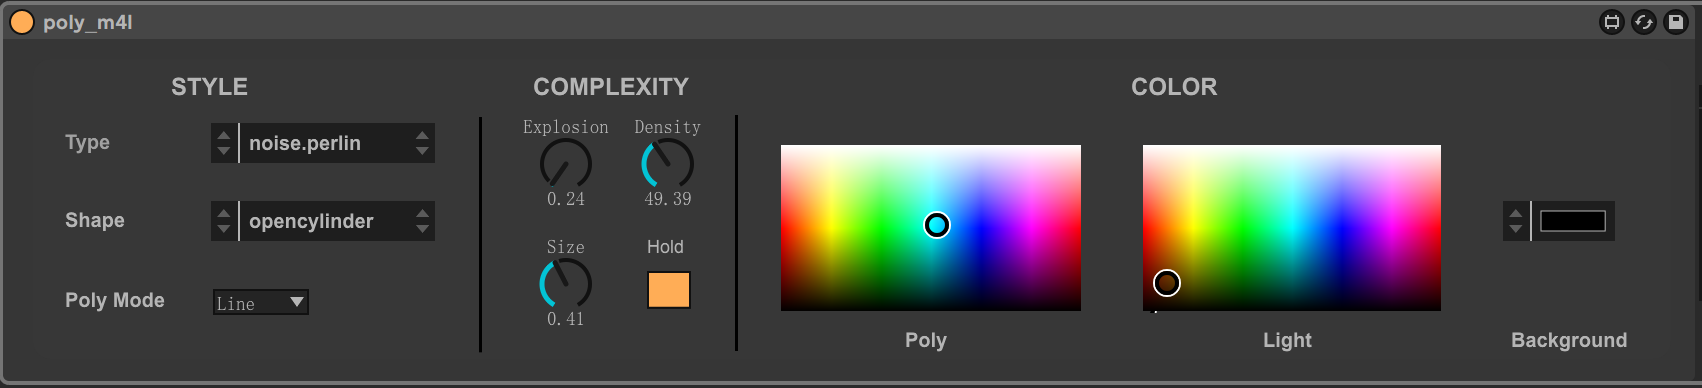 poly_m4l
STYLE
Type
noise.perlin
Shape
opencylinder
Poly Mode
Line
COMPLEXITY
Explosion
Density
0.24
49.39
Size
Hold
0.41
COLOR
Poly
Light
Background